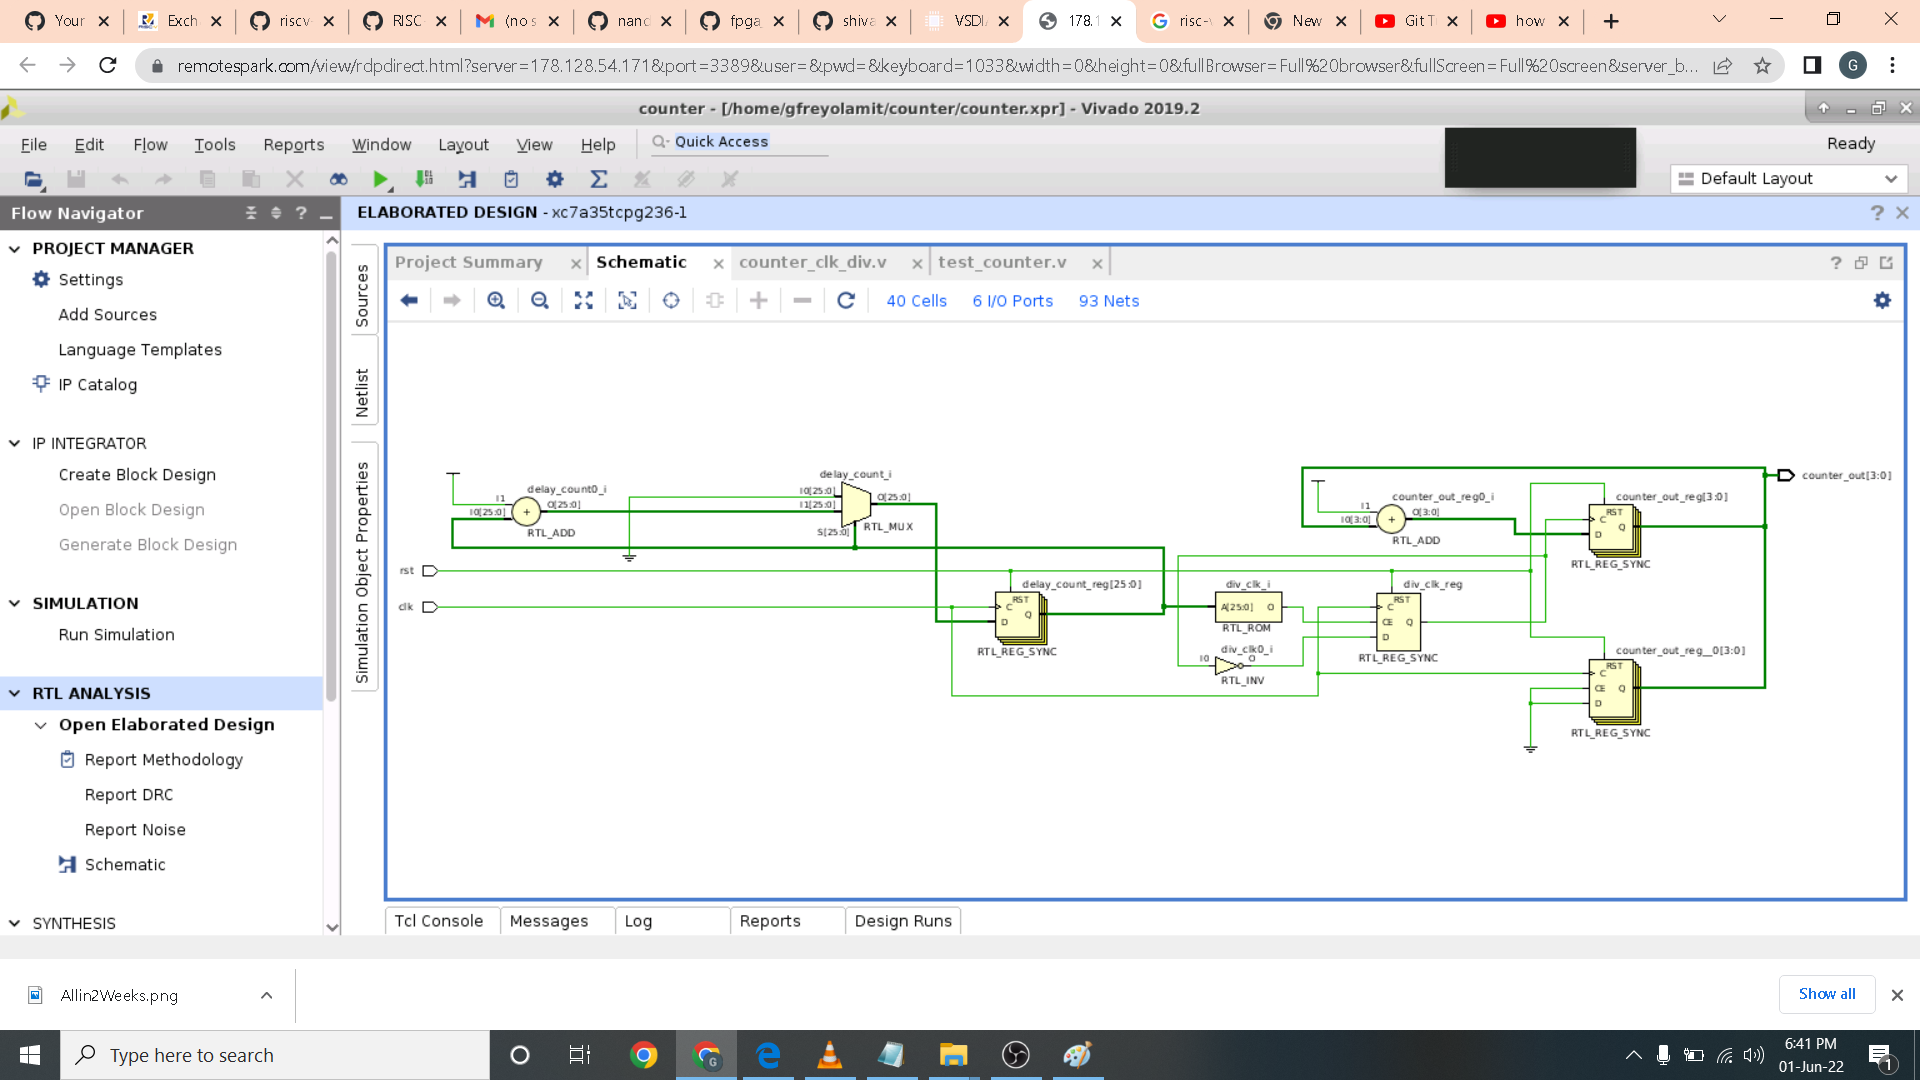 Your
Exch
riscv
RISC
(no s
nand
fpga
shiva
VSDI
178.1
risc-v
New
Git T
how
remotespark.com/view/rdpdirect.html?server=178.128.54.171&port=3389&user=&pwd=&keyboard=1033&width=0&height=0&fullBrowser=Full%20browser&fullScreen=Full%20screen&server_b...
G
counter - [/home/gfreyolamit/counter/counter.xpr] - Vivado 2019.2
File Edit Flow Tools Reports Window Layout View Help Quick Access
Ready
Default Layout
Flow Navigator
ELABORATED DESIGN - xc7a35tcpg236-1
PROJECT MANAGER
Settings
Add Sources
Language Templates
IP Catalog
IP INTEGRATOR
Create Block Design
Open Block Design
Generate Block Design
SIMULATION
Run Simulation
RTL ANALYSIS
Open Elaborated Design
Report Methodology
Report DRC
Report Noise
Schematic
SYNTHESIS
Sources
Netlist
Simulation Object Properties
Project Summary
Schematic
counter_clk_div.v
test_counter.v
40 Cells 6 I/O Ports 93 Nets
delay_count0_i
I1
I0[25:0]
+
O[25:0]
RTL_ADD
delay_count_i
I0[25:0]
I1[25:0]
S[25:0]
O[25:0]
RTL_MUX
rst
clk
delay_count_reg[25:0]
RST
C
D
Q
RTL_REG_SYNC
div_clk_i
A[25:0]
O
RTL_ROM
div_clk0_i
I0
O
RTL_INV
div_clk_reg
RST
C
CE
D
Q
RTL_REG_SYNC
counter_out_reg0_i
I1
I0[3:0]
+
O[3:0]
RTL_ADD
counter_out_reg[3:0]
RST
C
D
Q
RTL_REG_SYNC
counter_out_reg__0[3:0]
RST
C
CE
D
Q
RTL_REG_SYNC
counter_out[3:0]
Tcl Console
Messages
Log
Reports
Design Runs
Allin2Weeks.png
Show all
Type here to search
G
6:41 PM
01-Jun-22
1